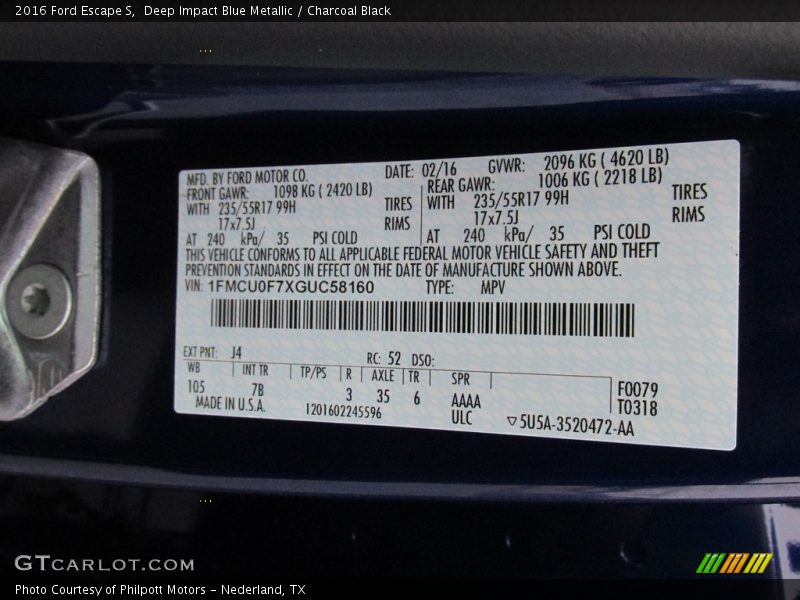 2016 Ford Escape S, Deep Impact Blue Metallic / Charcoal Black
MFD. BY FORD MOTOR CO. DATE: 02/16 GVWR: 2096 KG ( 4620 LB)
FRONT GAWR: 1098 KG ( 2420 LB) REAR GAWR: 1006 KG ( 2218 LB)
WITH 235/55R17 99H TIRES WITH 235/55R17 99H TIRES
17x7.5J RIMS 17x7.5J RIMS
AT 240 kPa/ 35 PSI COLD AT 240 kPa/ 35 PSI COLD
THIS VEHICLE CONFORMS TO ALL APPLICABLE FEDERAL MOTOR VEHICLE SAFETY AND THEFT
PREVENTION STANDARDS IN EFFECT ON THE DATE OF MANUFACTURE SHOWN ABOVE.
VIN: 1FMCU0F7XGUC58160 TYPE: MPV
EXT PNT: J4 RC: 52 DSO:
WB INT TR TP/PS R AXLE TR SPR
105 7B 3 35 6 AAAA F0079
MADE IN U.S.A. 1201602245596 ULC T0318
▽5U5A-3520472-AA
GTCARLOT.COM
Photo Courtesy of Philpott Motors - Nederland, TX